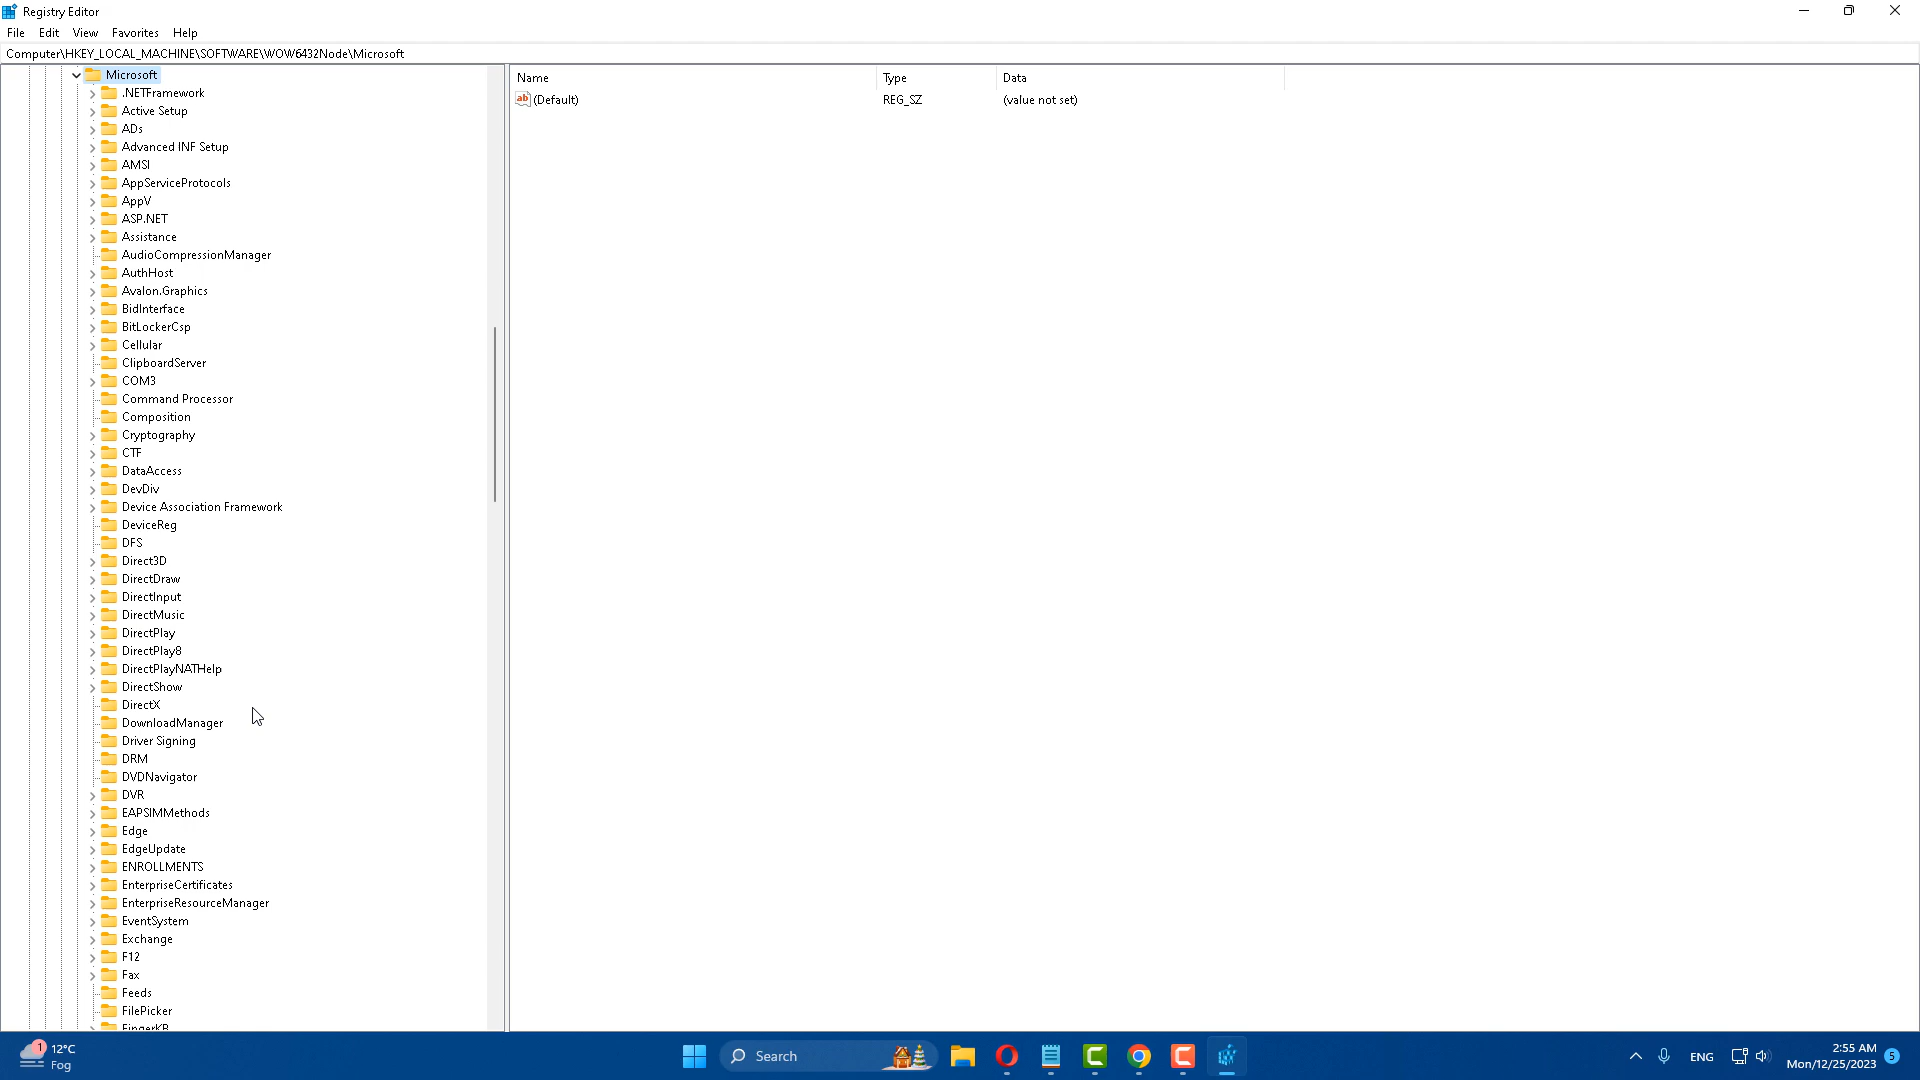 Registry Editor
File Edit View Favorites Help
Computer\HKEY_LOCAL_MACHINE\SOFTWARE\WOW6432Node\Microsoft
Microsoft
.NETFramework
Active Setup
ADs
Advanced INF Setup
AMSI
AppServiceProtocols
AppV
ASP.NET
Assistance
AudioCompressionManager
AuthHost
Avalon.Graphics
BidInterface
BitLockerCsp
Cellular
ClipboardServer
COM3
Command Processor
Composition
Cryptography
CTF
DataAccess
DevDiv
Device Association Framework
DeviceReg
DFS
Direct3D
DirectDraw
DirectInput
DirectMusic
DirectPlay
DirectPlay8
DirectPlayNATHelp
DirectShow
DirectX
DownloadManager
Driver Signing
DRM
DVDNavigator
DVR
EAPSIMMethods
Edge
EdgeUpdate
ENROLLMENTS
EnterpriseCertificates
EnterpriseResourceManager
EventSystem
Exchange
F12
Fax
Feeds
FilePicker
FingerKB
Name Type Data
ab (Default) REG_SZ (value not set)
1 12°C
Fog
Search
ENG
2:55 AM
Mon/12/25/2023 5